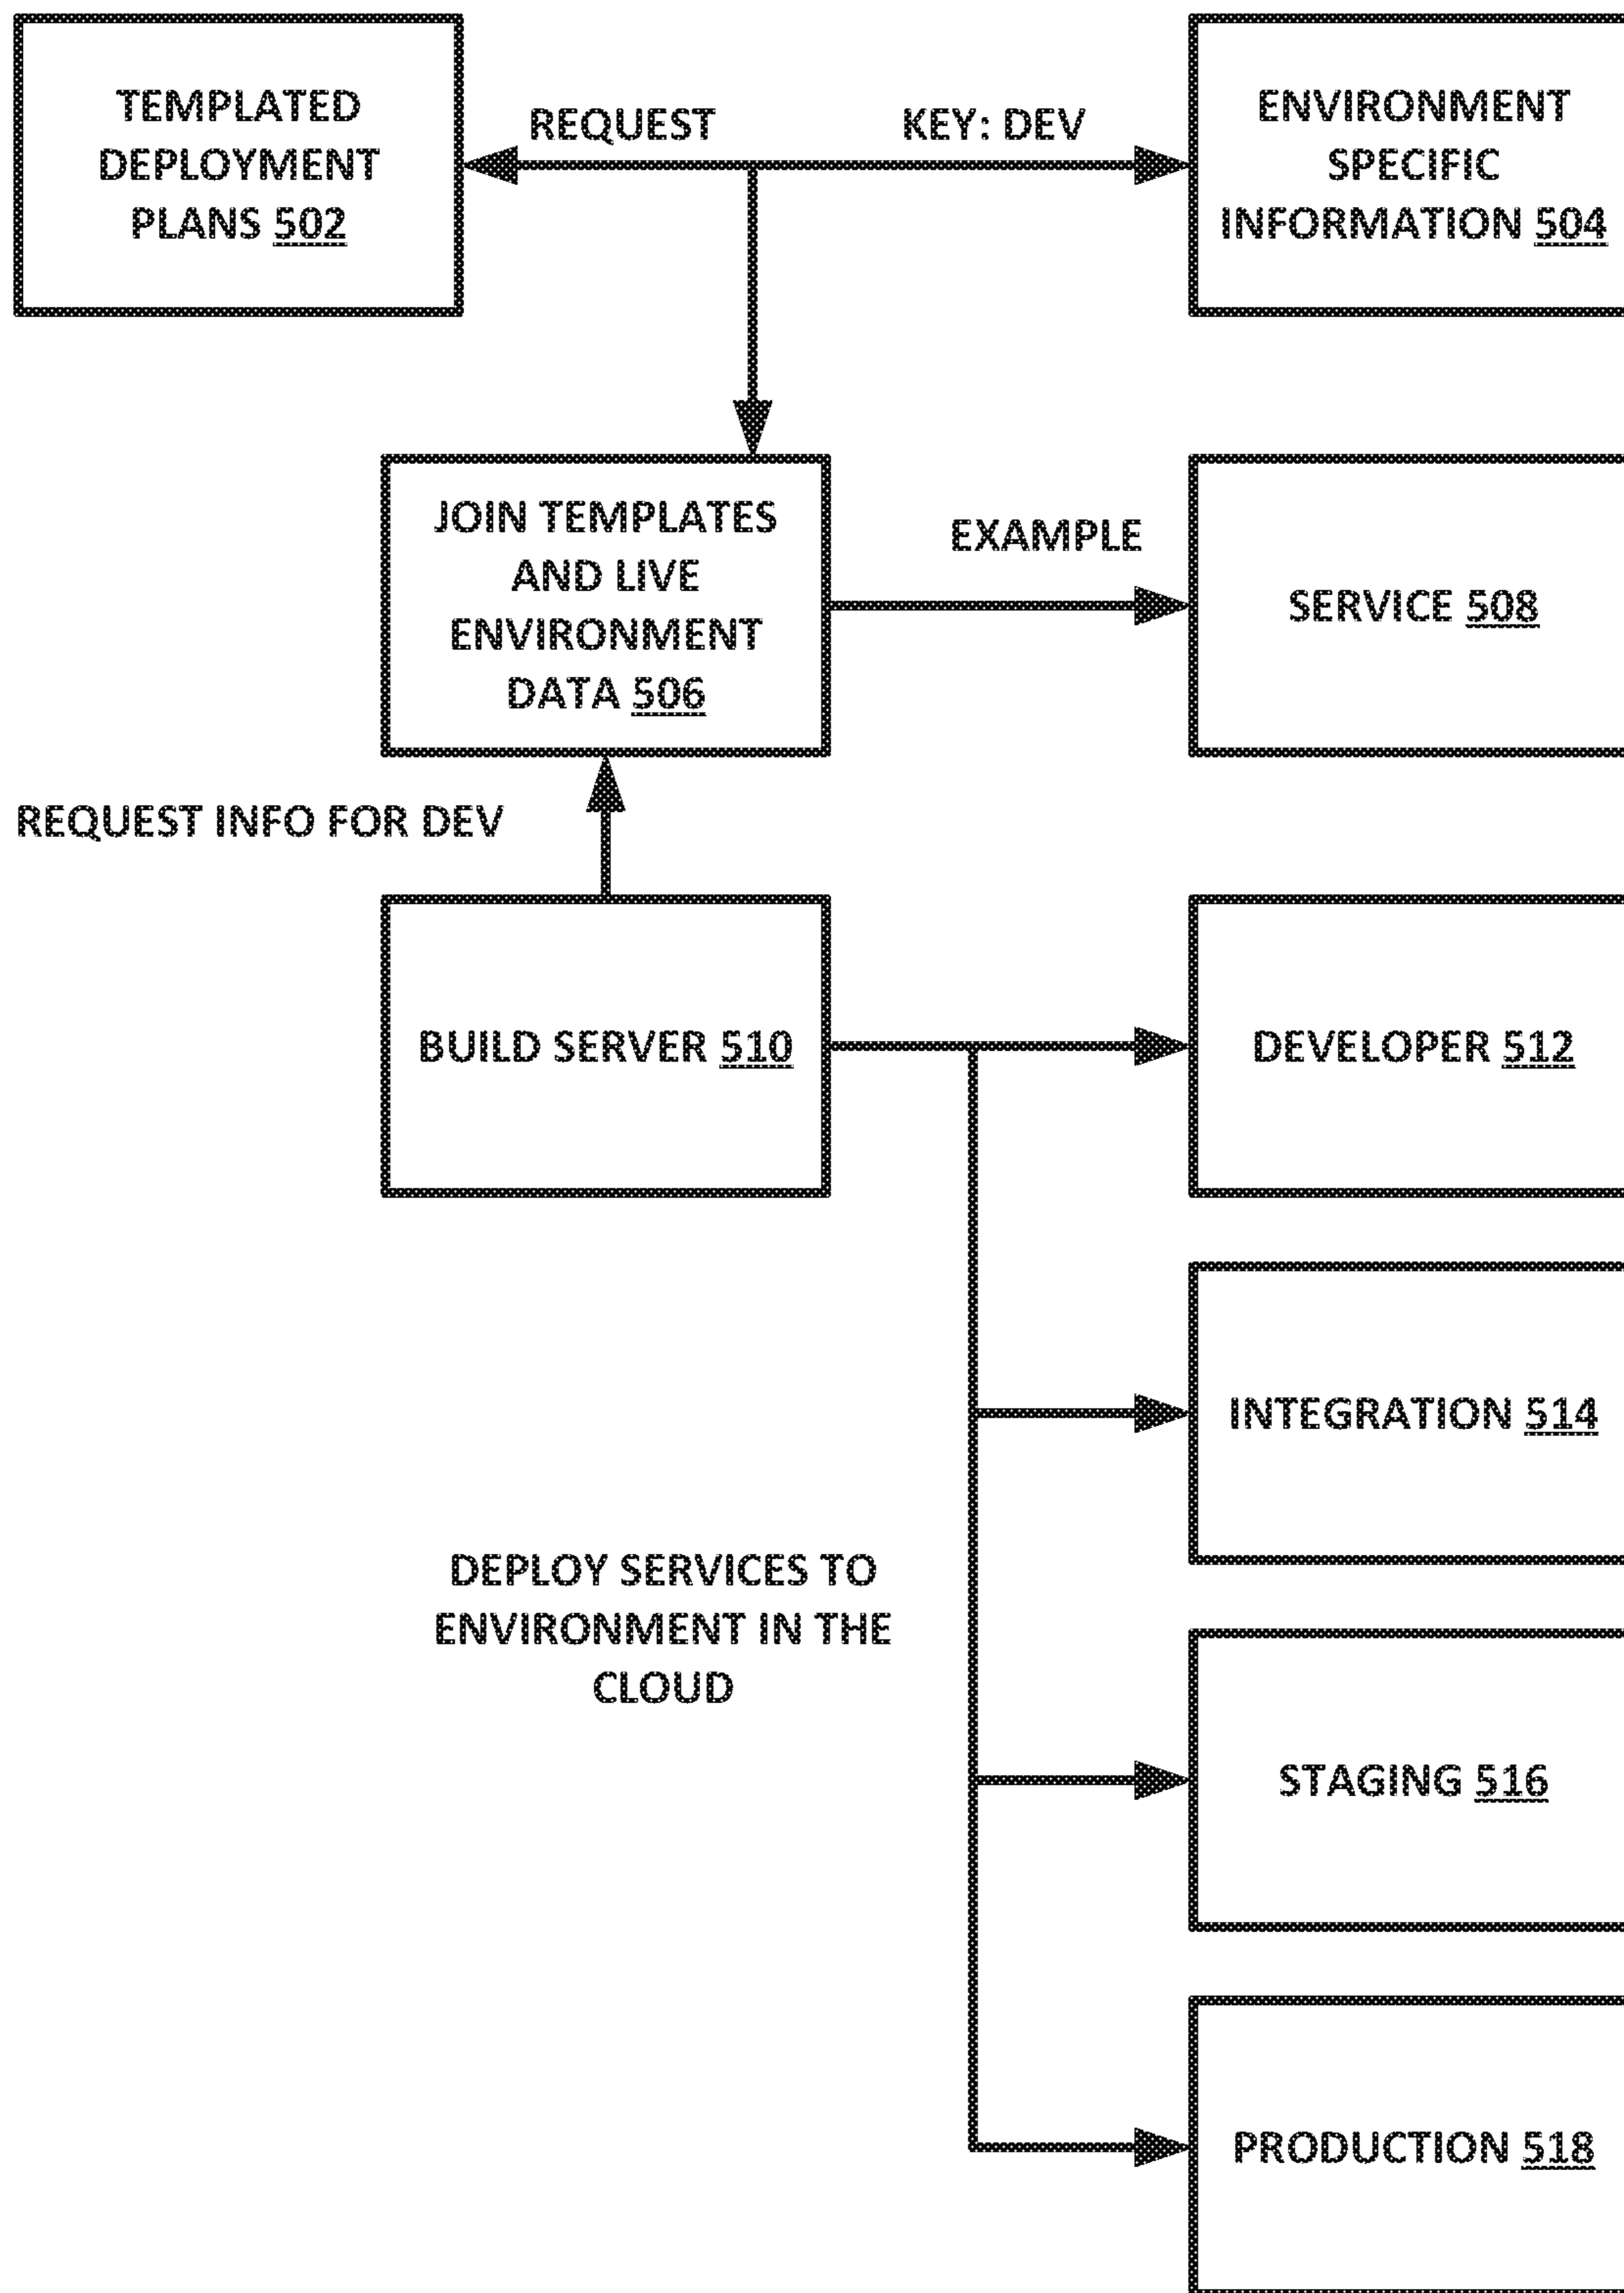 TEMPLATED
DEPLOYMENT
PLANS 502
REQUEST
KEY: DEV
ENVIRONMENT
SPECIFIC
INFORMATION 504
JOIN TEMPLATES
AND LIVE
ENVIRONMENT
DATA 506
EXAMPLE
SERVICE 508
REQUEST INFO FOR DEV
BUILD SERVER 510
DEVELOPER 512
INTEGRATION 514
DEPLOY SERVICES TO
ENVIRONMENT IN THE
CLOUD
STAGING 516
PRODUCTION 518